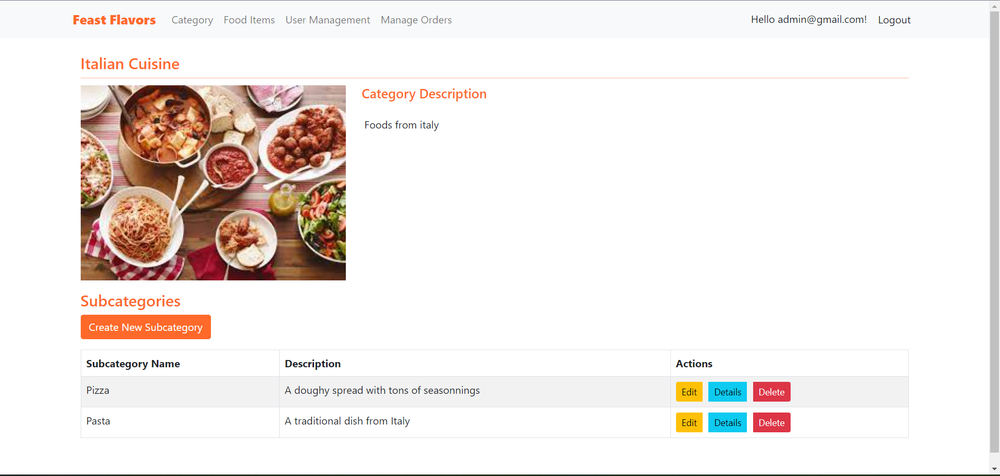 Feast Flavors Category Food Items User Management Manage Orders Hello admin@gmail.com! Logout
Italian Cuisine
Category Description
Foods from italy
Subcategories
Create New Subcategory
Subcategory Name Description Actions
Pizza A doughy spread with tons of seasonnings Edit Details Delete
Pasta A traditional dish from Italy Edit Details Delete